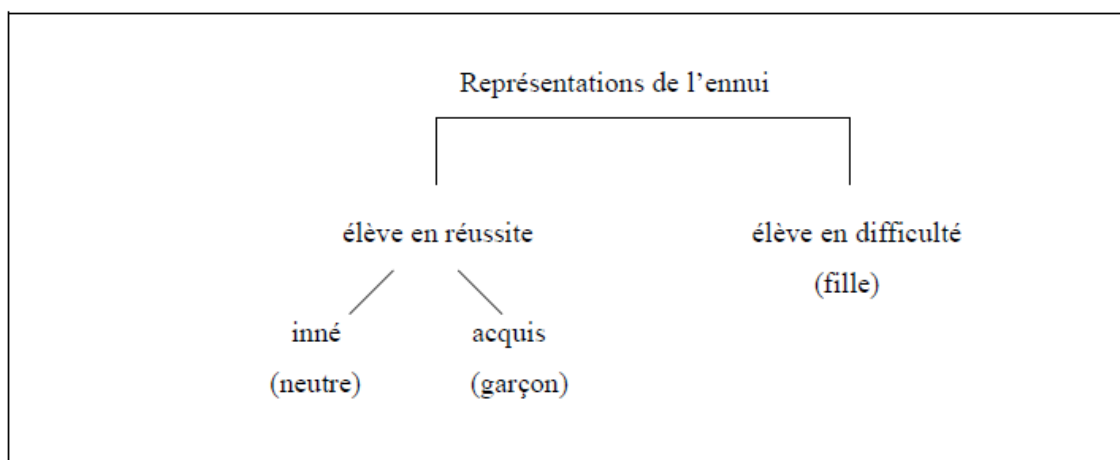 Représentations de l’ennui
élève en réussite
élève en difficulté
(fille)
inné
acquis
(neutre)
(garçon)